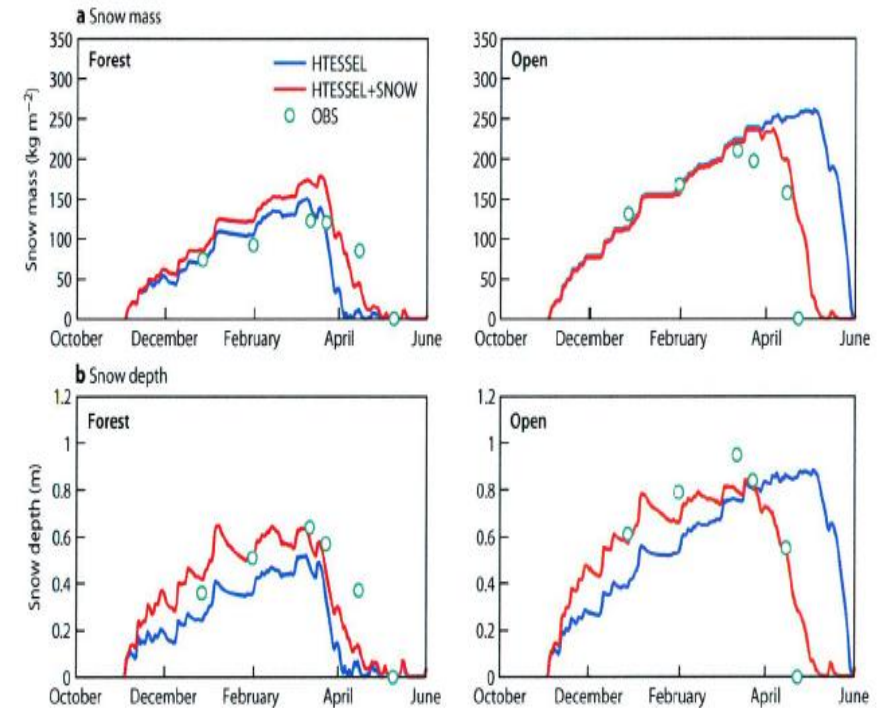 a Snow mass
350
300
250
200
150
100
50
0
Snow mass (kg m−2)
Forest
HTESSEL
HTESSEL+SNOW
OBS
October December February April June
350
300
250
200
150
100
50
0
Open
October December February April June
b Snow depth
1.2
1
0.8
0.6
0.4
0.2
0
Snow depth (m)
Forest
October December February April June
1.2
1
0.8
0.6
0.4
0.2
0
Open
October December February April June